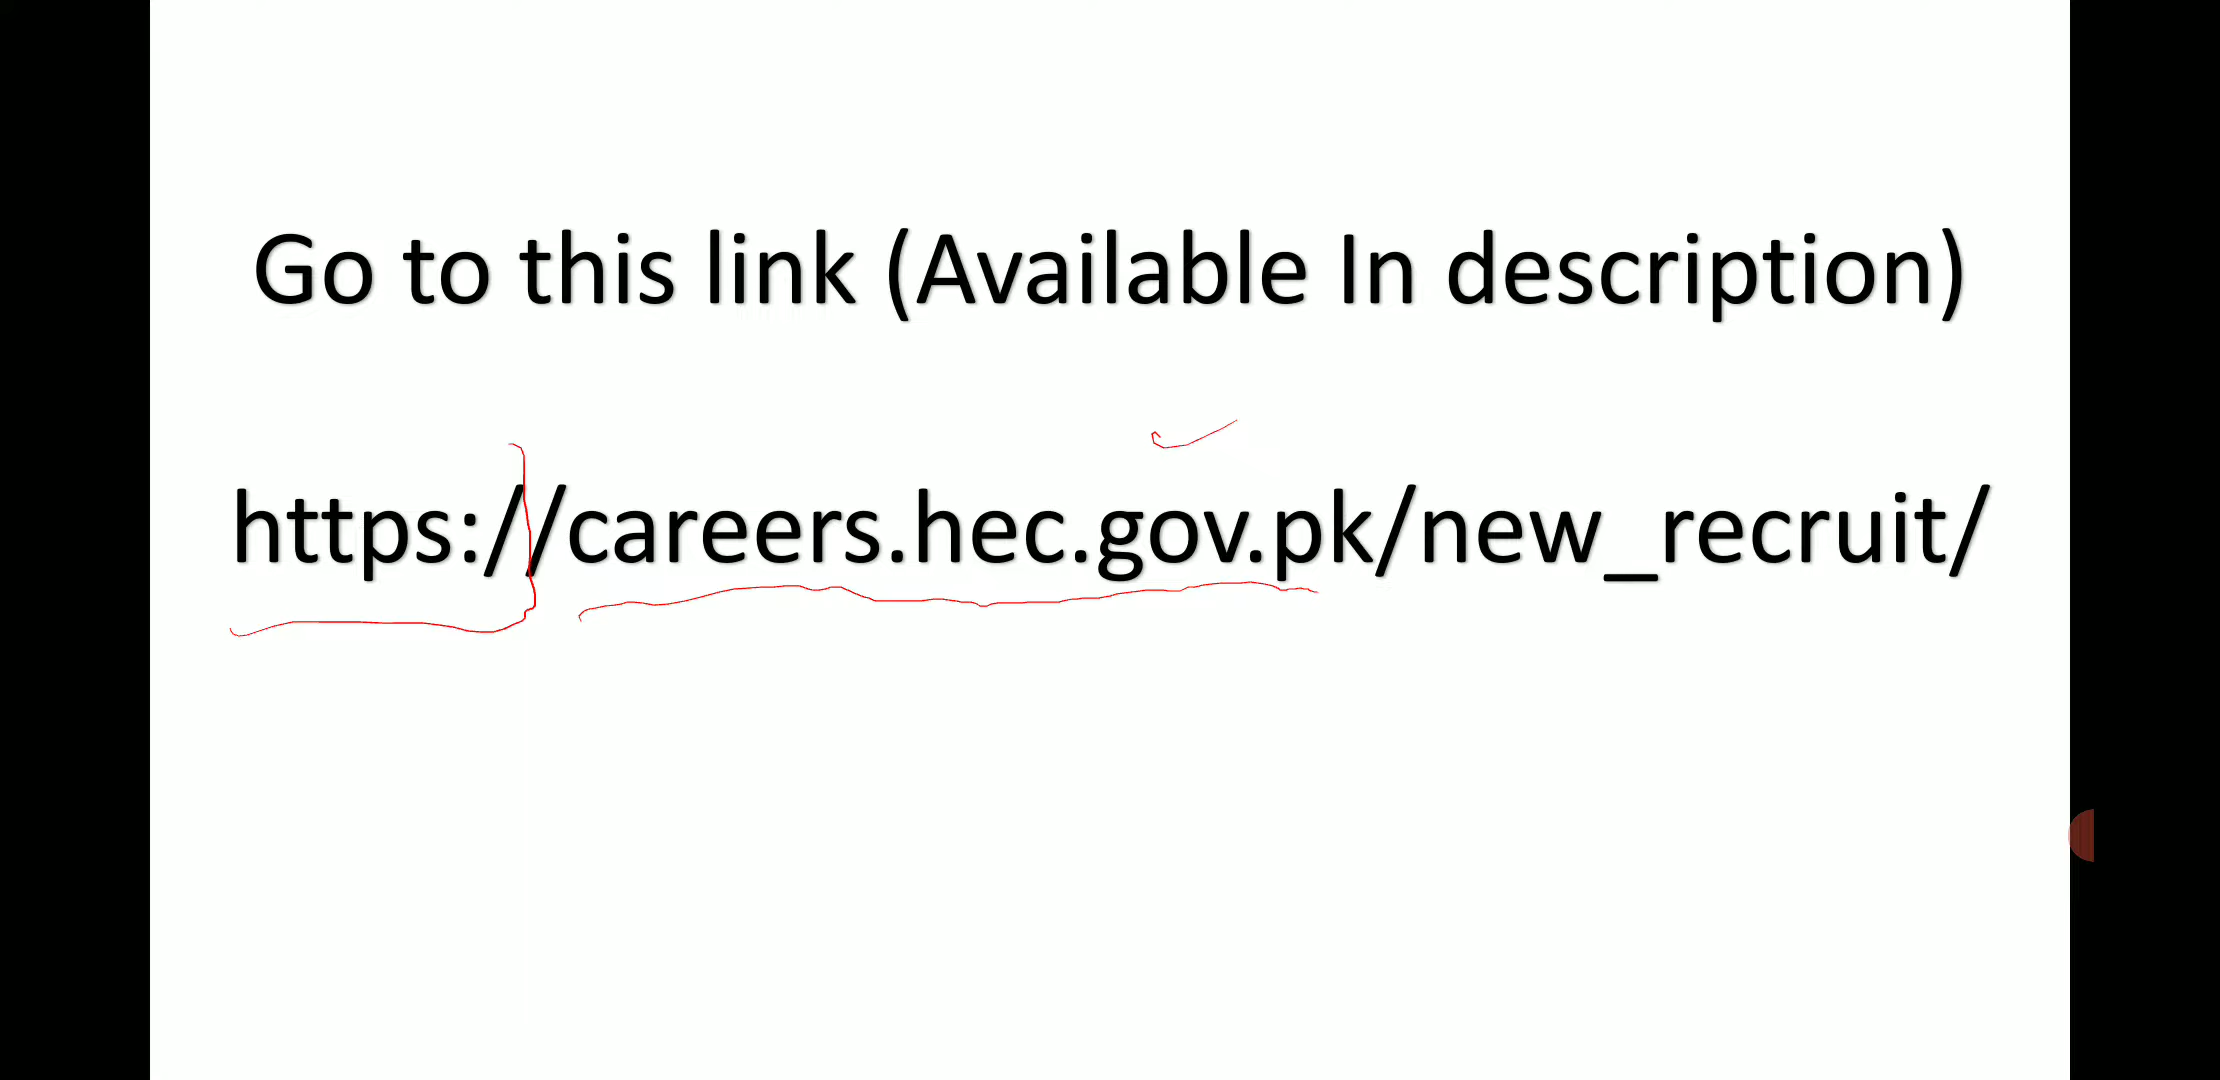 Go to this link (Available In description)
https://careers.hec.gov.pk/new_recruit/